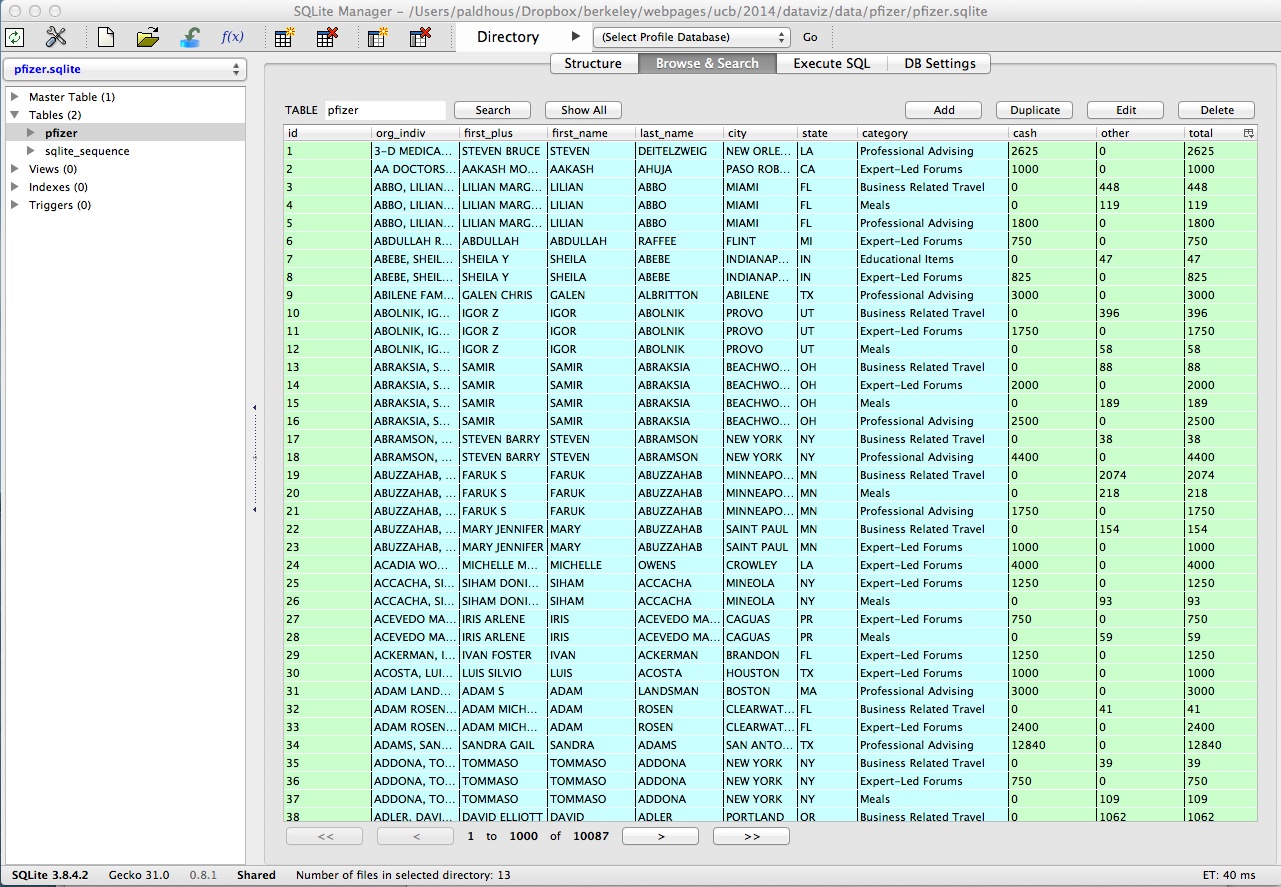 SQLite Manager - /Users/paldhous/Dropbox/berkeley/webpages/ucb/2014/dataviz/data/pfizer/pfizer.sqlite
f(x) Directory (Select Profile Database) Go
pfizer.sqlite
Structure Browse & Search Execute SQL DB Settings
Master Table (1)
Tables (2)
pfizer
sqlite_sequence
Views (0)
Indexes (0)
Triggers (0)
TABLE pfizer Search Show All Add Duplicate Edit Delete
id org_indiv first_plus first_name last_name city state category cash other total
1 3-D MEDICA... STEVEN BRUCE STEVEN DEITELZWEIG NEW ORLE... LA Professional Advising 2625 0 2625
2 AA DOCTORS... AAKASH MO... AAKASH AHUJA PASO ROB... CA Expert-Led Forums 1000 0 1000
3 ABBO, LILIAN... LILIAN MARG... LILIAN ABBO MIAMI FL Business Related Travel 0 448 448
4 ABBO, LILIAN... LILIAN MARG... LILIAN ABBO MIAMI FL Meals 0 119 119
5 ABBO, LILIAN... LILIAN MARG... LILIAN ABBO MIAMI FL Professional Advising 1800 0 1800
6 ABDULLAH R... ABDULLAH ABDULLAH RAFFEE FLINT MI Expert-Led Forums 750 0 750
7 ABEBE, SHEIL... SHEILA Y SHEILA ABEBE INDIANAP... IN Educational Items 0 47 47
8 ABEBE, SHEIL... SHEILA Y SHEILA ABEBE INDIANAP... IN Expert-Led Forums 825 0 825
9 ABILENE FAM... GALEN CHRIS GALEN ALBRITTON ABILENE TX Professional Advising 3000 0 3000
10 ABOLNIK, IG... IGOR Z IGOR ABOLNIK PROVO UT Business Related Travel 0 396 396
11 ABOLNIK, IG... IGOR Z IGOR ABOLNIK PROVO UT Expert-Led Forums 1750 0 1750
12 ABOLNIK, IG... IGOR Z IGOR ABOLNIK PROVO UT Meals 0 58 58
13 ABRAKSIA, S... SAMIR SAMIR ABRAKSIA BEACHWO... OH Business Related Travel 0 88 88
14 ABRAKSIA, S... SAMIR SAMIR ABRAKSIA BEACHWO... OH Expert-Led Forums 2000 0 2000
15 ABRAKSIA, S... SAMIR SAMIR ABRAKSIA BEACHWO... OH Meals 0 189 189
16 ABRAKSIA, S... SAMIR SAMIR ABRAKSIA BEACHWO... OH Professional Advising 2500 0 2500
17 ABRAMSON, ... STEVEN BARRY STEVEN ABRAMSON NEW YORK NY Business Related Travel 0 38 38
18 ABRAMSON, ... STEVEN BARRY STEVEN ABRAMSON NEW YORK NY Professional Advising 4400 0 4400
19 ABUZZAHAB, ... FARUK S FARUK ABUZZAHAB MINNEAPO... MN Business Related Travel 0 2074 2074
20 ABUZZAHAB, ... FARUK S FARUK ABUZZAHAB MINNEAPO... MN Meals 0 218 218
21 ABUZZAHAB, ... FARUK S FARUK ABUZZAHAB MINNEAPO... MN Professional Advising 1750 0 1750
22 ABUZZAHAB, ... MARY JENNIFER MARY ABUZZAHAB SAINT PAUL MN Business Related Travel 0 154 154
23 ABUZZAHAB, ... MARY JENNIFER MARY ABUZZAHAB SAINT PAUL MN Expert-Led Forums 1000 0 1000
24 ACADIA WO... MICHELLE M... MICHELLE OWENS CROWLEY LA Expert-Led Forums 4000 0 4000
25 ACCACHA, SI... SIHAM DONI... SIHAM ACCACHA MINEOLA NY Expert-Led Forums 1250 0 1250
26 ACCACHA, SI... SIHAM DONI... SIHAM ACCACHA MINEOLA NY Meals 0 93 93
27 ACEVEDO MA... IRIS ARLENE IRIS ACEVEDO MA... CAGUAS PR Expert-Led Forums 750 0 750
28 ACEVEDO MA... IRIS ARLENE IRIS ACEVEDO MA... CAGUAS PR Meals 0 59 59
29 ACKERMAN, I... IVAN FOSTER IVAN ACKERMAN BRANDON FL Expert-Led Forums 1250 0 1250
30 ACOSTA, LUI... LUIS SILVIO LUIS ACOSTA HOUSTON TX Expert-Led Forums 1000 0 1000
31 ADAM LAND... ADAM S ADAM LANDSMAN BOSTON MA Professional Advising 3000 0 3000
32 ADAM ROSEN... ADAM MICH... ADAM ROSEN CLEARWAT... FL Business Related Travel 0 41 41
33 ADAM ROSEN... ADAM MICH... ADAM ROSEN CLEARWAT... FL Expert-Led Forums 2400 0 2400
34 ADAMS, SAN... SANDRA GAIL SANDRA ADAMS SAN ANTO... TX Professional Advising 12840 0 12840
35 ADDONA, TO... TOMMASO TOMMASO ADDONA NEW YORK NY Business Related Travel 0 39 39
36 ADDONA, TO... TOMMASO TOMMASO ADDONA NEW YORK NY Expert-Led Forums 750 0 750
37 ADDONA, TO... TOMMASO TOMMASO ADDONA NEW YORK NY Meals 0 109 109
38 ADLER, DAVI... DAVID ELLIOTT DAVID ADLER PORTLAND OR Business Related Travel 0 1062 1062
<< < 1 to 1000 of 10087 > >>
SQLite 3.8.4.2 Gecko 31.0 0.8.1 Shared Number of files in selected directory: 13 ET: 40 ms